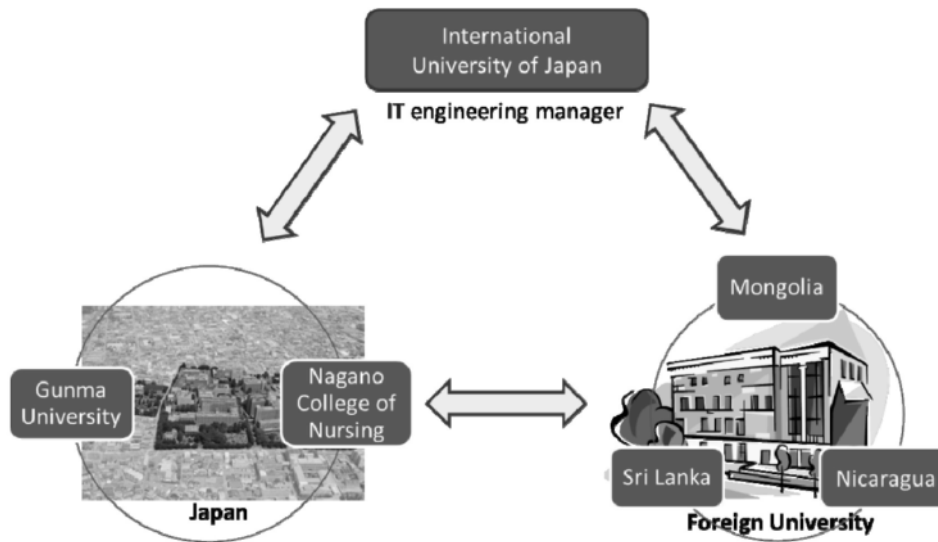 International
University of Japan
IT engineering manager
Mongolia
Gunma
University
Nagano
College of
Nursing
Sri Lanka
Nicaragua
Japan
Foreign University